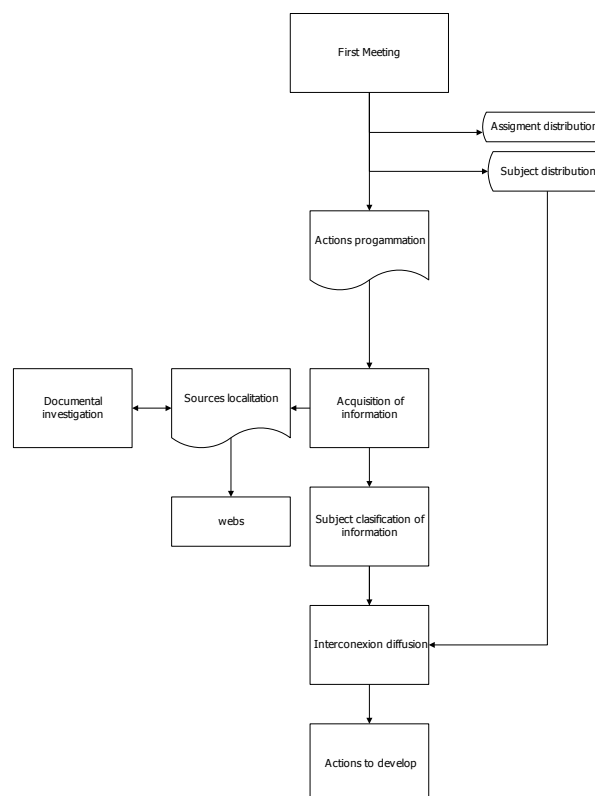 First Meeting
Assigment distribution
Subject distribution
Actions progammation
Documental
investigation
Sources localitation
Acquisition of
information
webs
Subject clasification of
information
Interconexion diffusion
Actions to develop